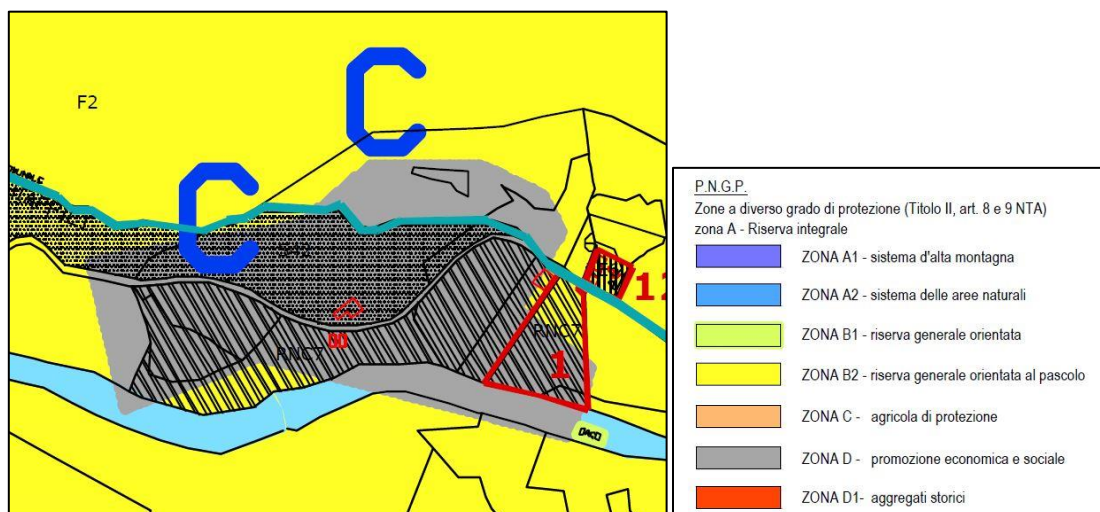 C
F2
C
1
12
RNC7
RNC7
1
P.N.G.P.
Zone a diverso grado di protezione (Titolo II, art. 8 e 9 NTA)
zona A - Riserva integrale
ZONA A1 - sistema d'alta montagna
ZONA A2 - sistema delle aree naturali
ZONA B1 - riserva generale orientata
ZONA B2 - riserva generale orientata al pascolo
ZONA C - agricola di protezione
ZONA D - promozione economica e sociale
ZONA D1- aggregati storici